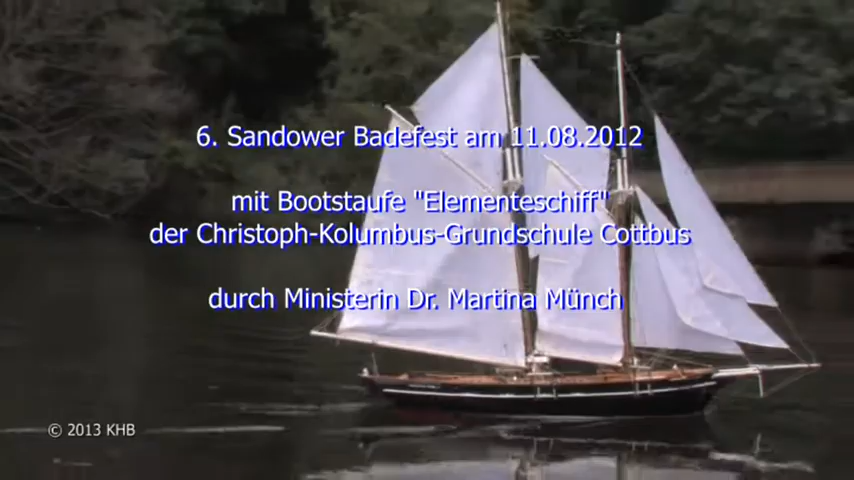 6. Sandower Badefest am 11.08.2012
mit Bootstaufe "Elementeschiff"
der Christoph-Kolumbus-Grundschule Cottbus
durch Ministerin Dr. Martina Münch
© 2013 KHB